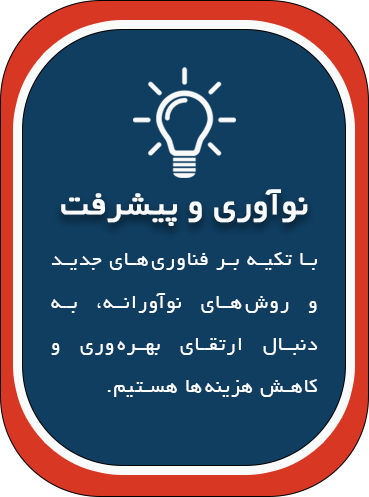 نوآوری و پیشرفت
با تکیه بر فناوری‌های جدید
و روش‌های نوآورانه، به
دنبال ارتقای بهره‌وری و
کاهش هزینه‌ها هستیم.